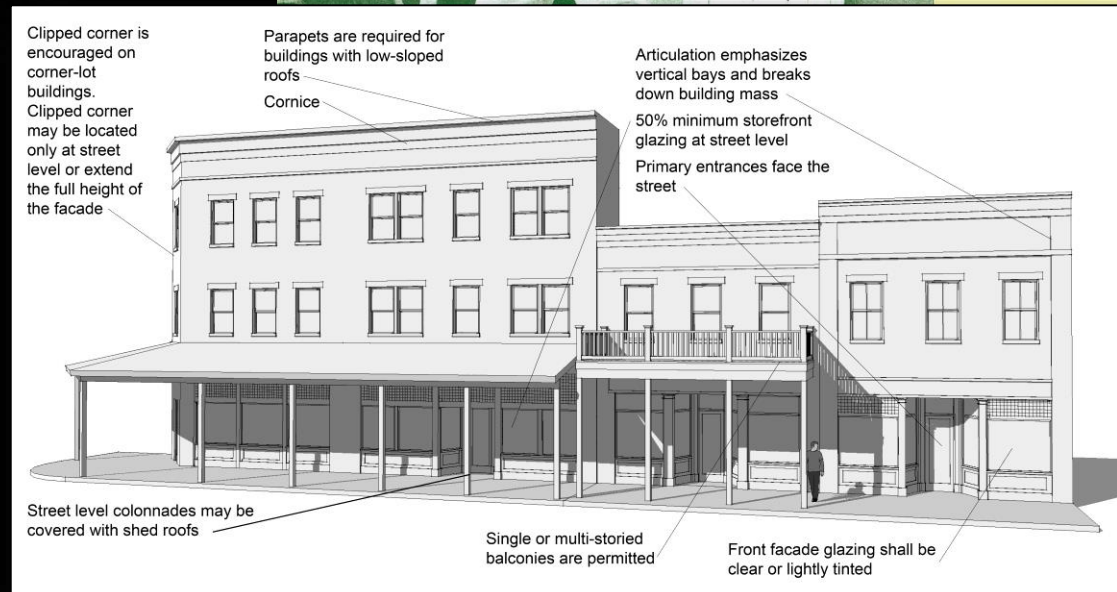 Clipped corner is
encouraged on
corner-lot
buildings.
Clipped corner
may be located
only at street
level or extend
the full height of
the facade
Parapets are required for
buildings with low-sloped
roofs
Cornice
Articulation emphasizes
vertical bays and breaks
down building mass
50% minimum storefront
glazing at street level
Primary entrances face the
street
Street level colonnades may be
covered with shed roofs
Single or multi-storied
balconies are permitted
Front facade glazing shall be
clear or lightly tinted